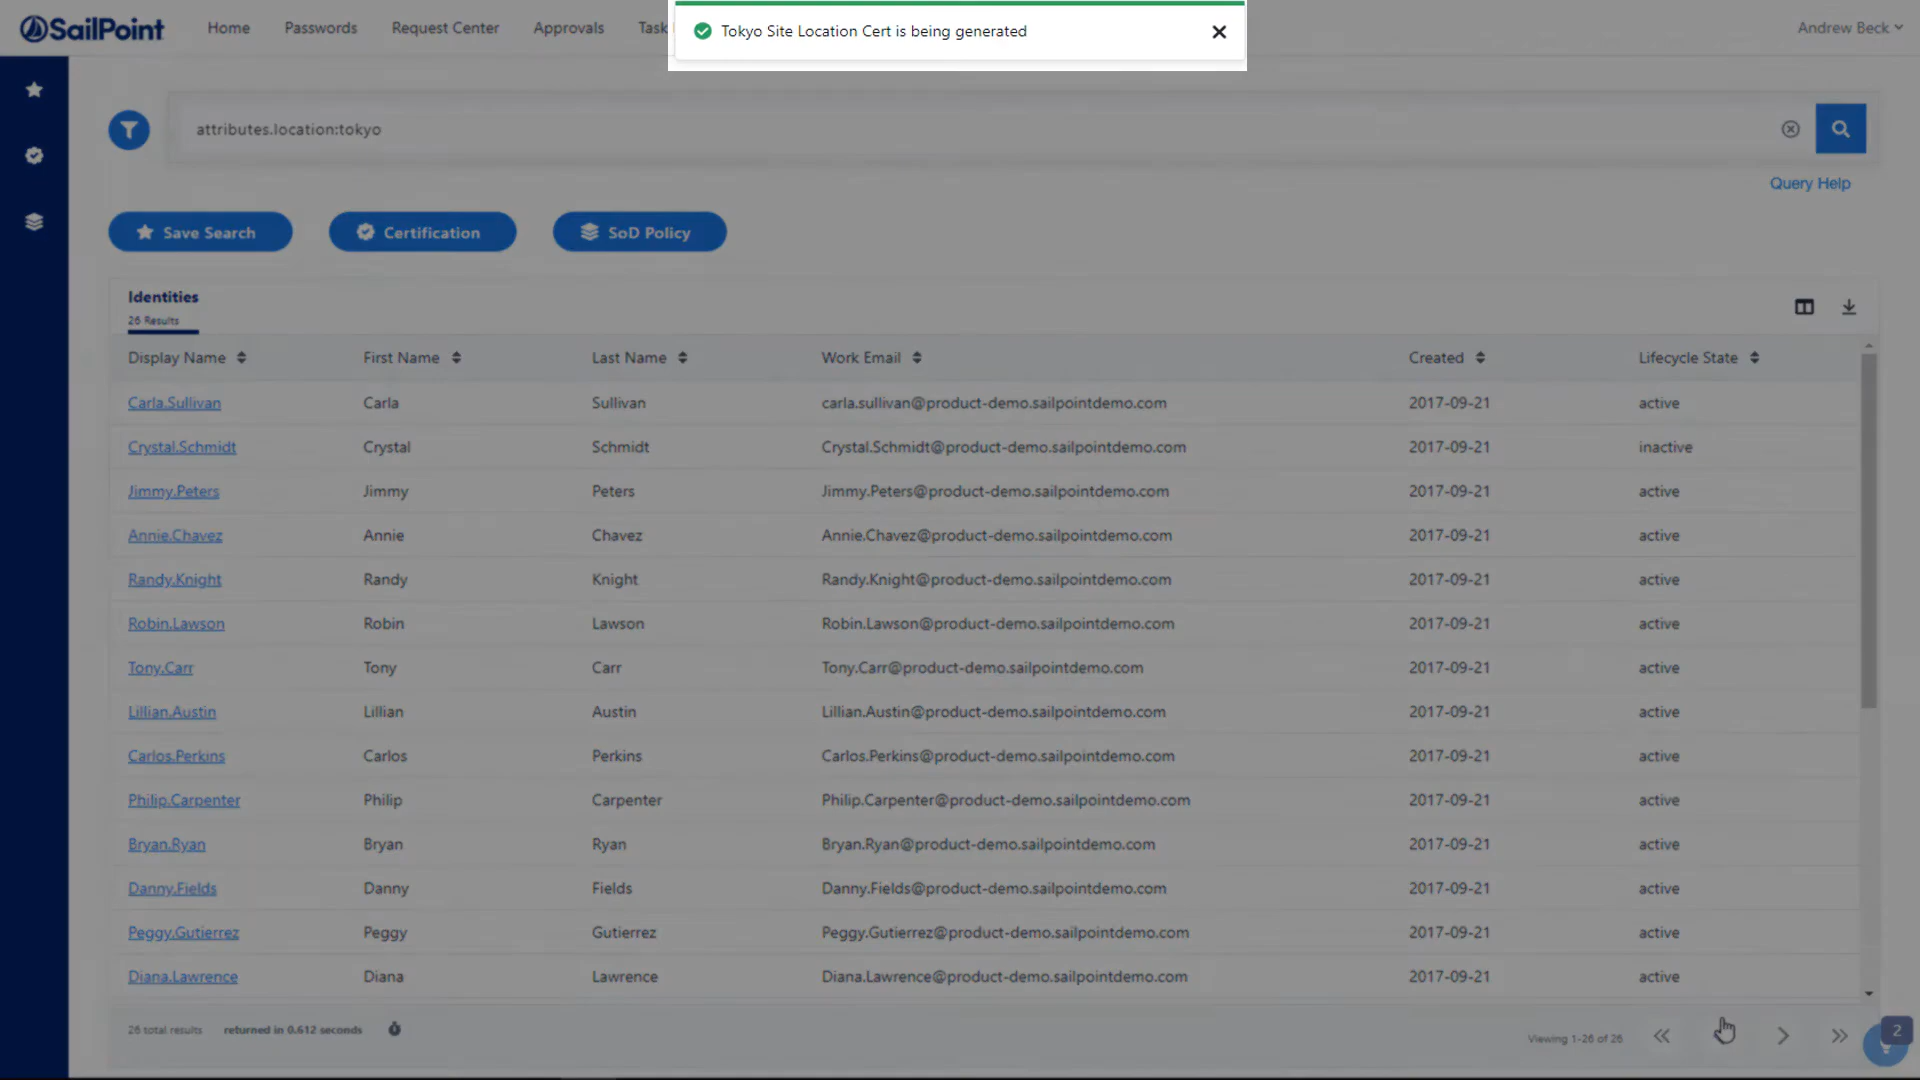 SailPoint
Home Passwords Request Center Approvals Task
Tokyo Site Location Cert is being generated
Andrew Beck
attributes.location:tokyo
Query Help
Save Search Certification SoD Policy
Identities
26 Results
Display Name First Name Last Name Work Email Created Lifecycle State
Carla.Sullivan Carla Sullivan carla.sullivan@product-demo.sailpointdemo.com 2017-09-21 active
Crystal.Schmidt Crystal Schmidt Crystal.Schmidt@product-demo.sailpointdemo.com 2017-09-21 inactive
Jimmy.Peters Jimmy Peters Jimmy.Peters@product-demo.sailpointdemo.com 2017-09-21 active
Annie.Chavez Annie Chavez Annie.Chavez@product-demo.sailpointdemo.com 2017-09-21 active
Randy.Knight Randy Knight Randy.Knight@product-demo.sailpointdemo.com 2017-09-21 active
Robin.Lawson Robin Lawson Robin.Lawson@product-demo.sailpointdemo.com 2017-09-21 active
Tony.Carr Tony Carr Tony.Carr@product-demo.sailpointdemo.com 2017-09-21 active
Lillian.Austin Lillian Austin Lillian.Austin@product-demo.sailpointdemo.com 2017-09-21 active
Carlos.Perkins Carlos Perkins Carlos.Perkins@product-demo.sailpointdemo.com 2017-09-21 active
Philip.Carpenter Philip Carpenter Philip.Carpenter@product-demo.sailpointdemo.com 2017-09-21 active
Bryan.Ryan Bryan Ryan Bryan.Ryan@product-demo.sailpointdemo.com 2017-09-21 active
Danny.Fields Danny Fields Danny.Fields@product-demo.sailpointdemo.com 2017-09-21 active
Peggy.Gutierrez Peggy Gutierrez Peggy.Gutierrez@product-demo.sailpointdemo.com 2017-09-21 active
Diana.Lawrence Diana Lawrence Diana.Lawrence@product-demo.sailpointdemo.com 2017-09-21 active
26 total results returned in 0.612 seconds
Viewing 1-26 of 26
2